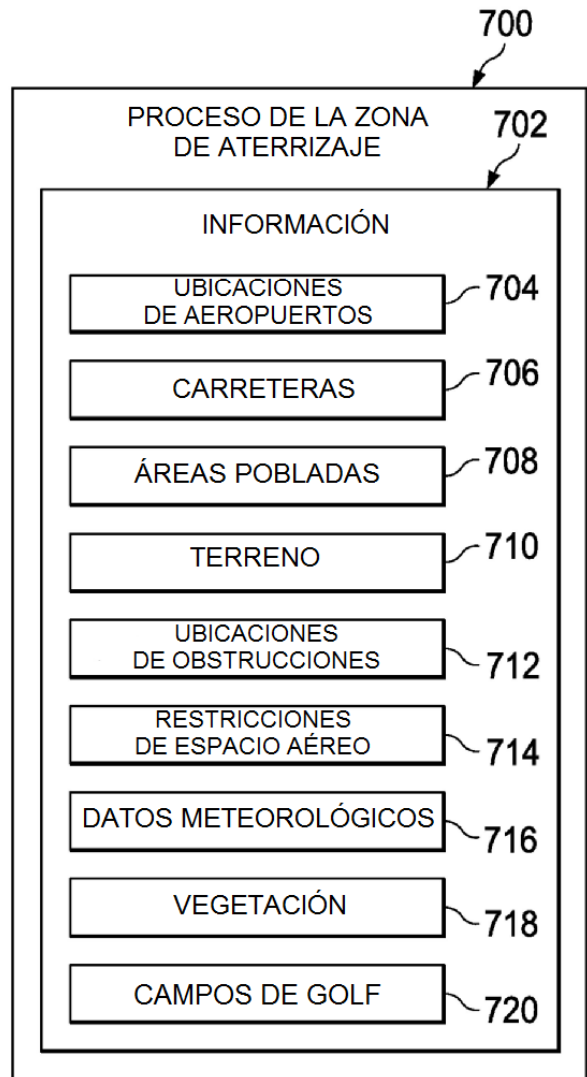 700
PROCESO DE LA ZONA
DE ATERRIZAJE
702
INFORMACIÓN
UBICACIONES
DE AEROPUERTOS
704
CARRETERAS
706
ÁREAS POBLADAS
708
TERRENO
710
UBICACIONES
DE OBSTRUCCIONES
712
RESTRICCIONES
DE ESPACIO AÉREO
714
DATOS METEOROLÓGICOS
716
VEGETACIÓN
718
CAMPOS DE GOLF
720